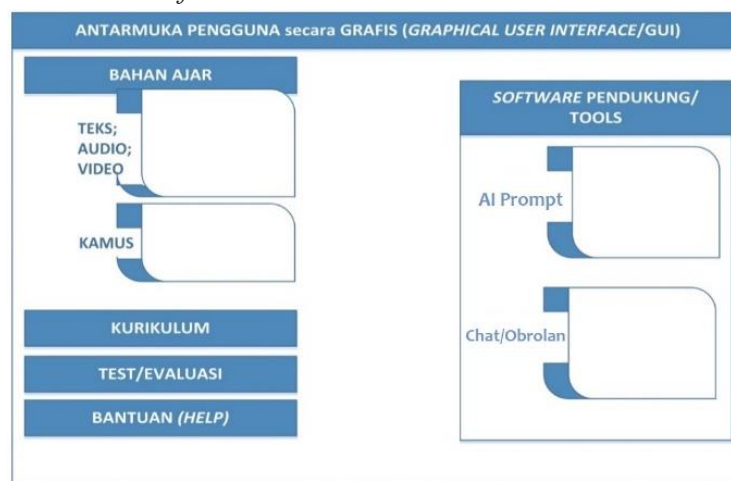 ANTARMUKA PENGGUNA secara GRAFIS (GRAPHICAL USER INTERFACE/GUI)
BAHAN AJAR
TEKS;
AUDIO;
VIDEO
KAMUS
KURIKULUM
TEST/EVALUASI
BANTUAN (HELP)
SOFTWARE PENDUKUNG/
TOOLS
AI Prompt
Chat/Obrolan